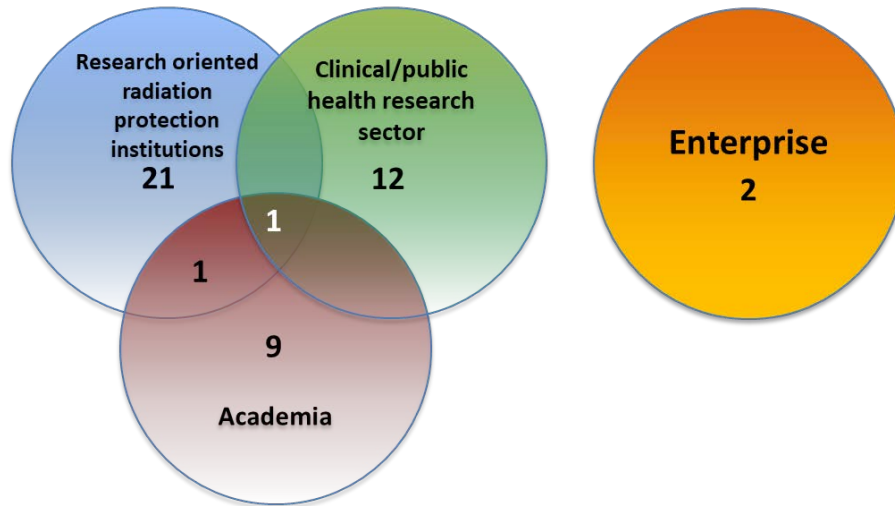 Research oriented
radiation
protection
institutions
21
Clinical/public
health research
sector
12
1
1
9
Academia
Enterprise
2